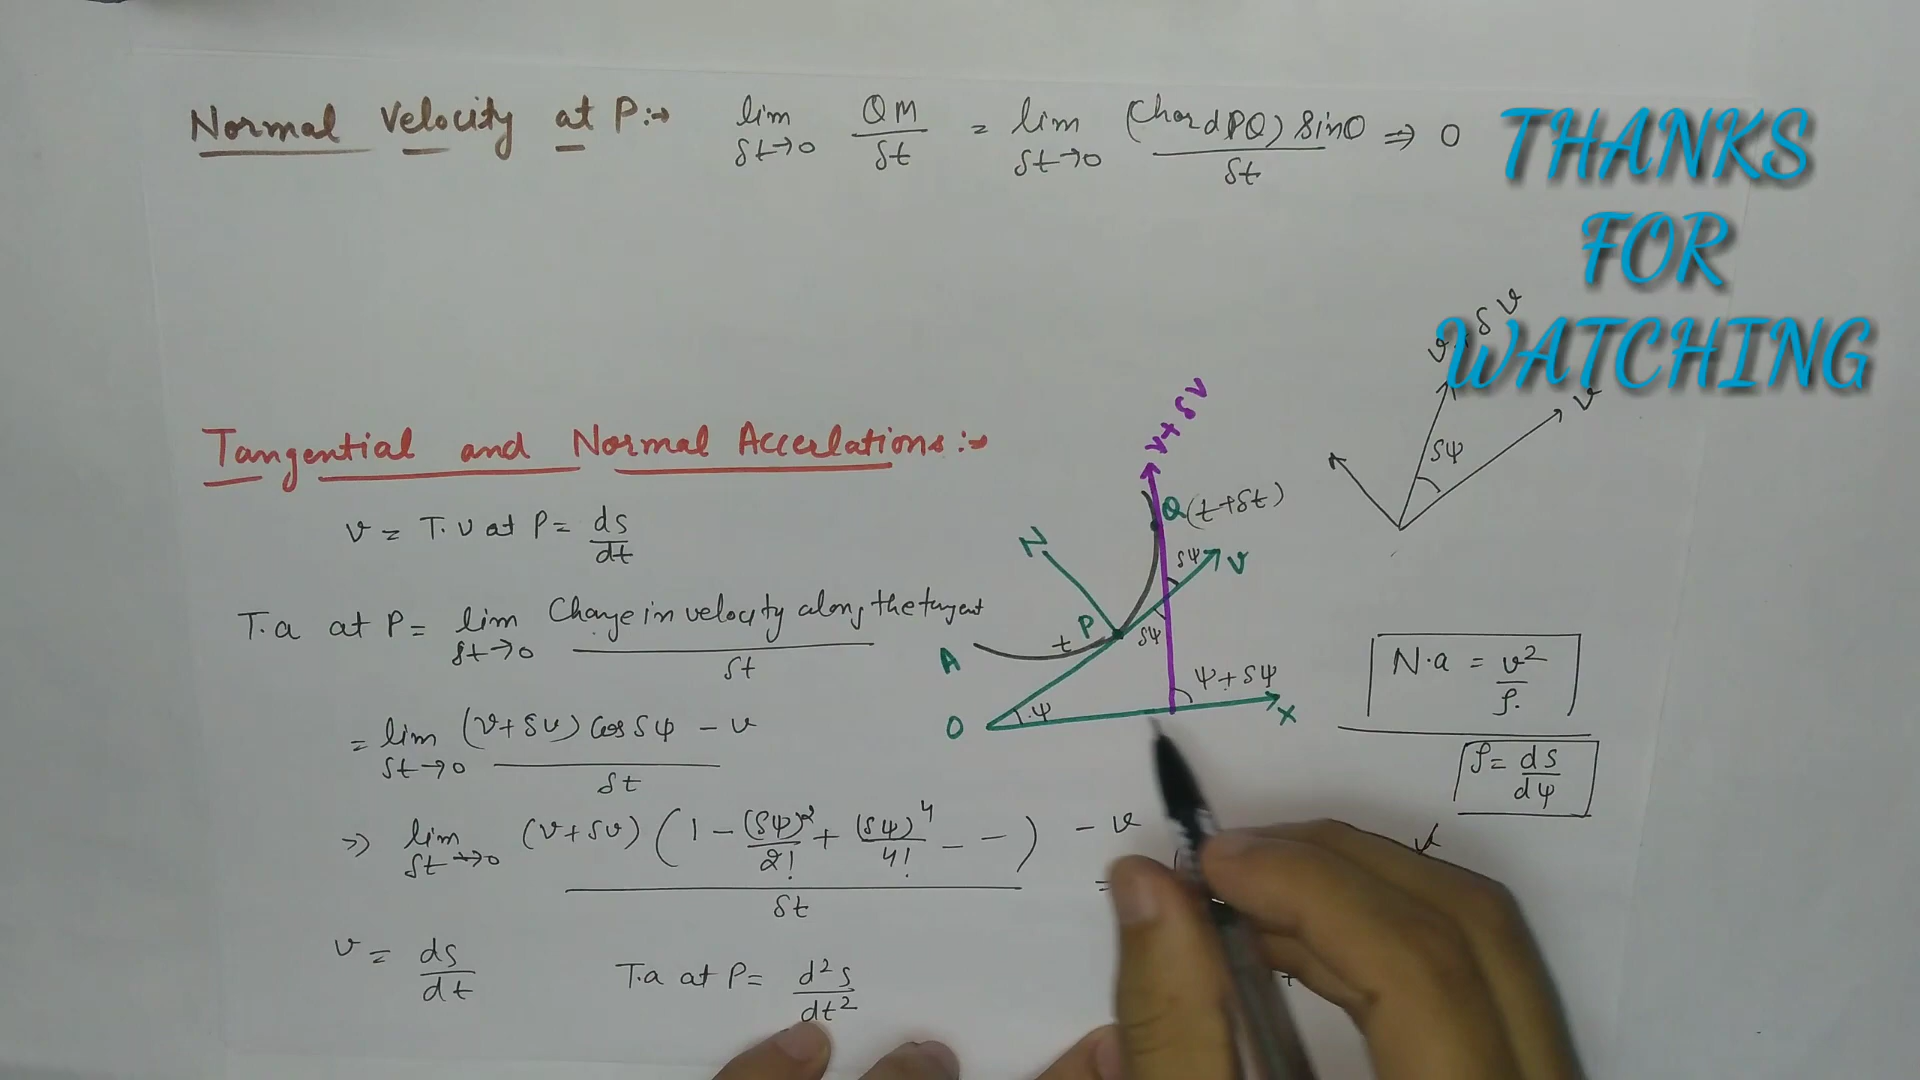 Normal Velocity at P:→ lim δt→0 QM/δt = lim δt→0 (Chord PQ) Sinθ/δt ⇒ 0
THANKS
FOR
WATCHING
Tangential and Normal Accerlations:→
v = T.v at P = ds/dt
T.a at P = lim δt→0 Change in velocity along the tangent/δt
= lim δt→0 (v+δv) Cos δψ - v/δt
⇒ lim δt→0 (v+δv) (1 - (δψ)²/2! + (δψ)⁴/4! - -) - v/δt
=
v = ds/dt
T.a at P = d²s/dt²
v+δv
Q(t+δt)
N
δψ
v
P
t
δψ
A
ψ+δψ
O
ψ
X
v+δv
v
δψ
N.a = v²/ρ.
ρ = ds/dψ